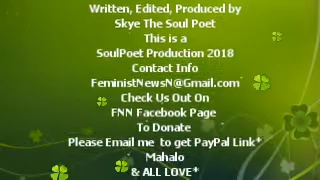 Written, Edited, Produced by
Skye The Soul Poet
This is a
SoulPoet Production 2018
Contact Info
FeministNewsN@Gmail.com
Check Us Out On
FNN Facebook Page
To Donate
Please Email me to get PayPal Link*
Mahalo
& ALL LOVE*